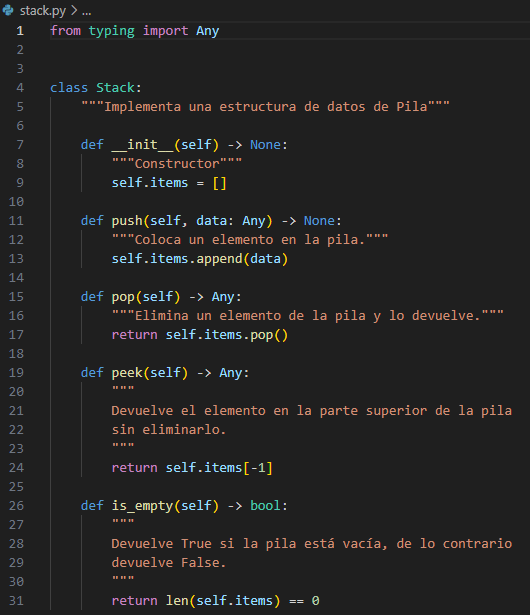 stack.py > ...
1 from typing import Any
2
3
4 class Stack:
5     """Implementa una estructura de datos de Pila"""
6
7     def __init__(self) -> None:
8         """Constructor"""
9         self.items = []
10
11     def push(self, data: Any) -> None:
12         """Coloca un elemento en la pila."""
13         self.items.append(data)
14
15     def pop(self) -> Any:
16         """Elimina un elemento de la pila y lo devuelve."""
17         return self.items.pop()
18
19     def peek(self) -> Any:
20         """
21         Devuelve el elemento en la parte superior de la pila
22         sin eliminarlo.
23         """
24         return self.items[-1]
25
26     def is_empty(self) -> bool:
27         """
28         Devuelve True si la pila está vacía, de lo contrario
29         devuelve False.
30         """
31         return len(self.items) == 0